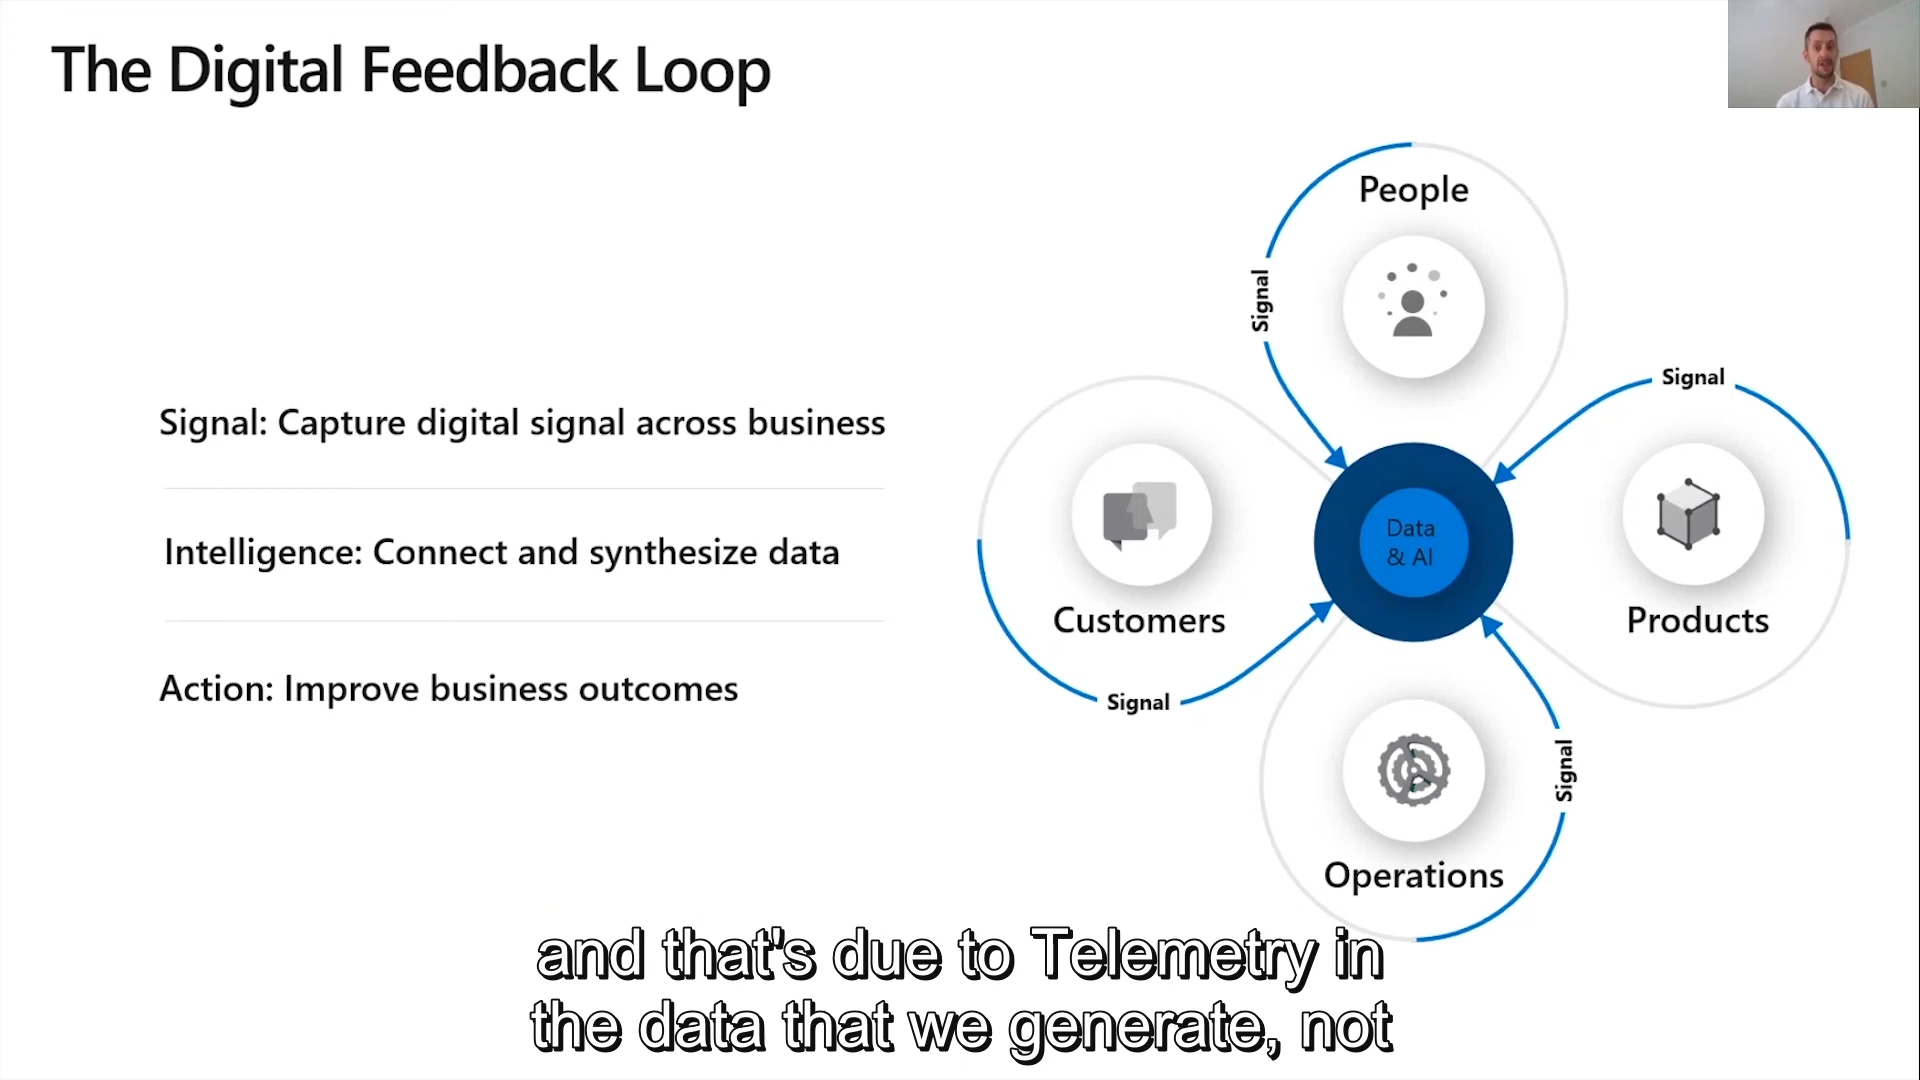 The Digital Feedback Loop
People
Signal
Signal
Signal: Capture digital signal across business
Intelligence: Connect and synthesize data
Data
& AI
Customers
Products
Action: Improve business outcomes
Signal
Signal
Operations
and that's due to Telemetry in
the data that we generate, not